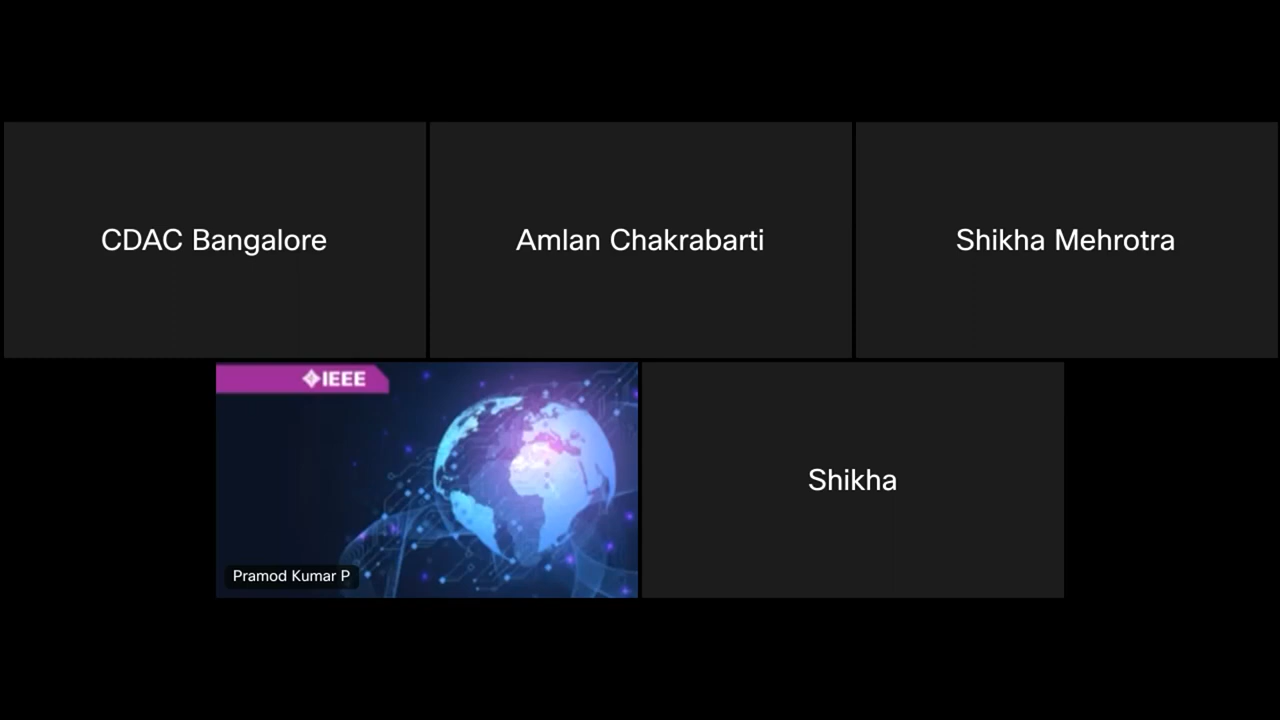 CDAC Bangalore
Amlan Chakrabarti
Shikha Mehrotra
IEEE
Pramod Kumar P
Shikha